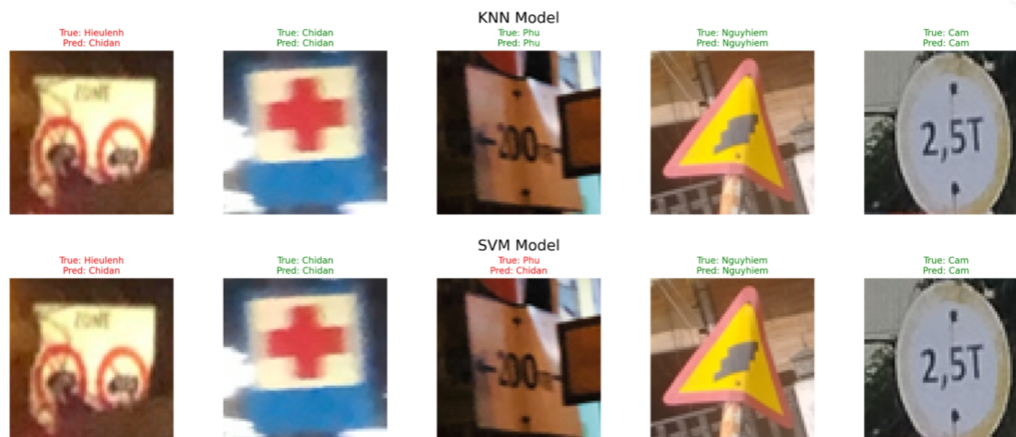 KNN Model
True: Hieulenh
Pred: Chidan
True: Chidan
Pred: Chidan
True: Phu
Pred: Phu
True: Nguyhiem
Pred: Nguyhiem
True: Cam
Pred: Cam
ZONE
200m
2,5T
SVM Model
True: Hieulenh
Pred: Chidan
True: Chidan
Pred: Chidan
True: Phu
Pred: Chidan
True: Nguyhiem
Pred: Nguyhiem
True: Cam
Pred: Cam
ZONE
200m
2,5T